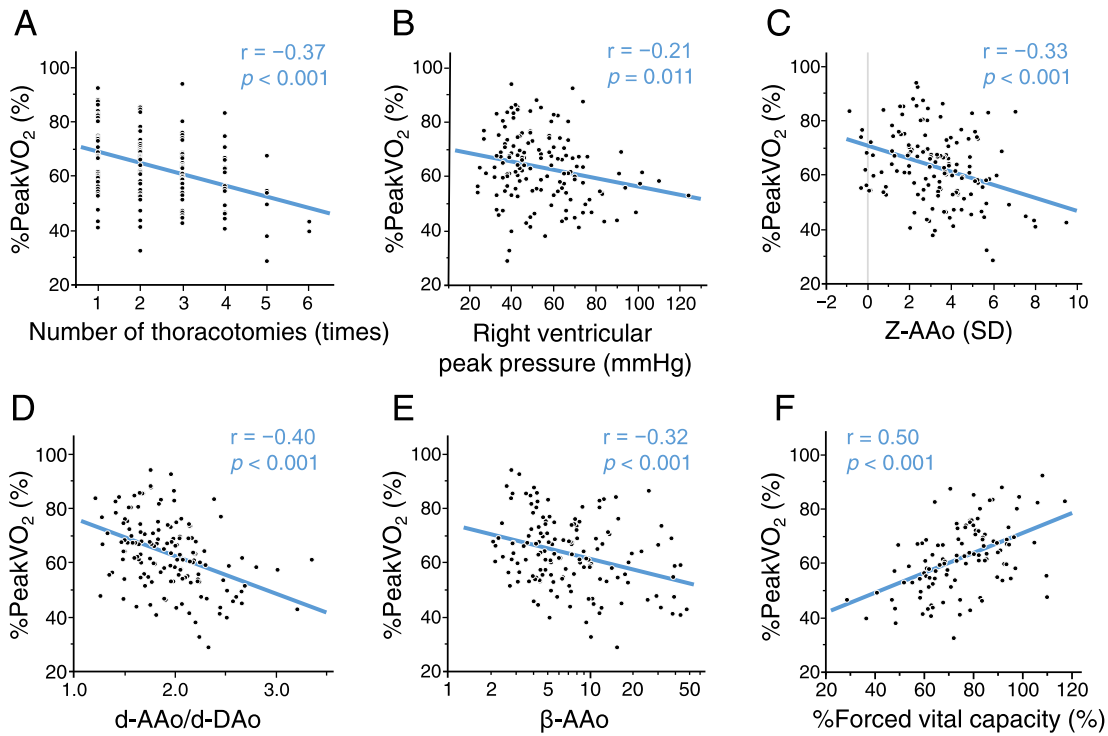 A
r = −0.37
p < 0.001
100
80
60
40
20
%PeakVO2 (%)
1 2 3 4 5 6
Number of thoracotomies (times)
B
r = −0.21
p = 0.011
100
80
60
40
20
%PeakVO2 (%)
20 40 60 80 100 120
Right ventricular
peak pressure (mmHg)
C
r = −0.33
p < 0.001
100
80
60
40
20
%PeakVO2 (%)
−2 0 2 4 6 8 10
Z-AAo (SD)
D
r = −0.40
p < 0.001
100
80
60
40
20
%PeakVO2 (%)
1.0 2.0 3.0
d-AAo/d-DAo
E
r = −0.32
p < 0.001
100
80
60
40
20
%PeakVO2 (%)
1 2 5 10 20 50
β-AAo
F
r = 0.50
p < 0.001
100
80
60
40
20
%PeakVO2 (%)
20 40 60 80 100 120
%Forced vital capacity (%)